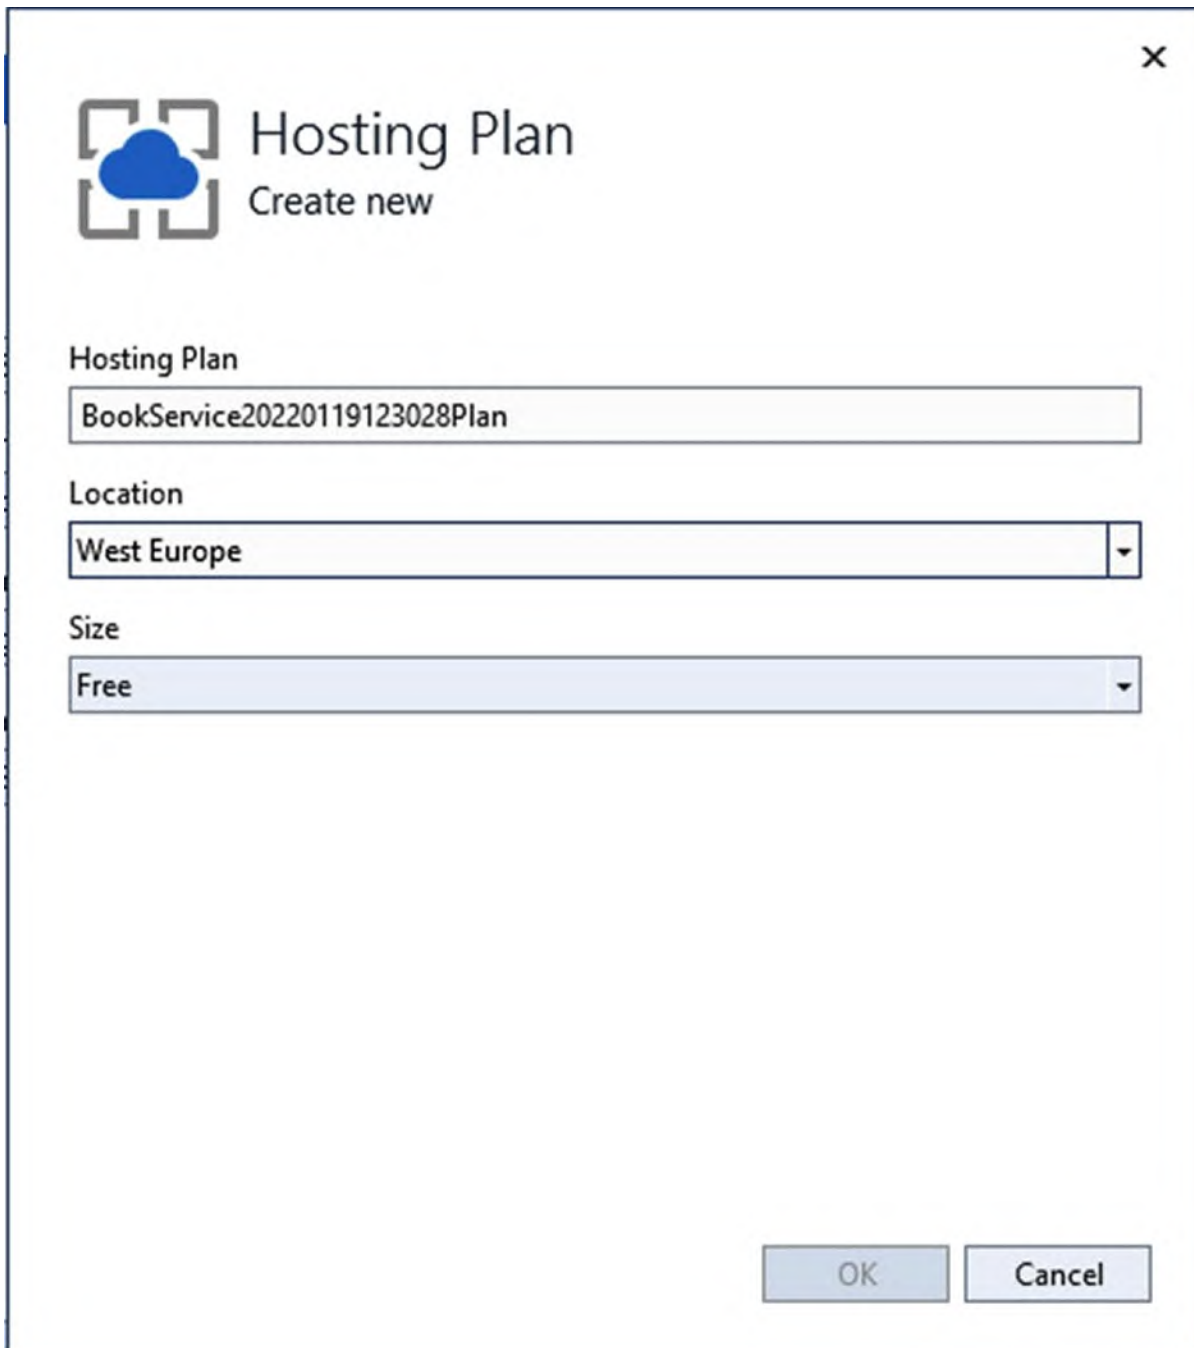 Hosting Plan
Create new
Hosting Plan
BookService20220119123028Plan
Location
West Europe
Size
Free
OK
Cancel